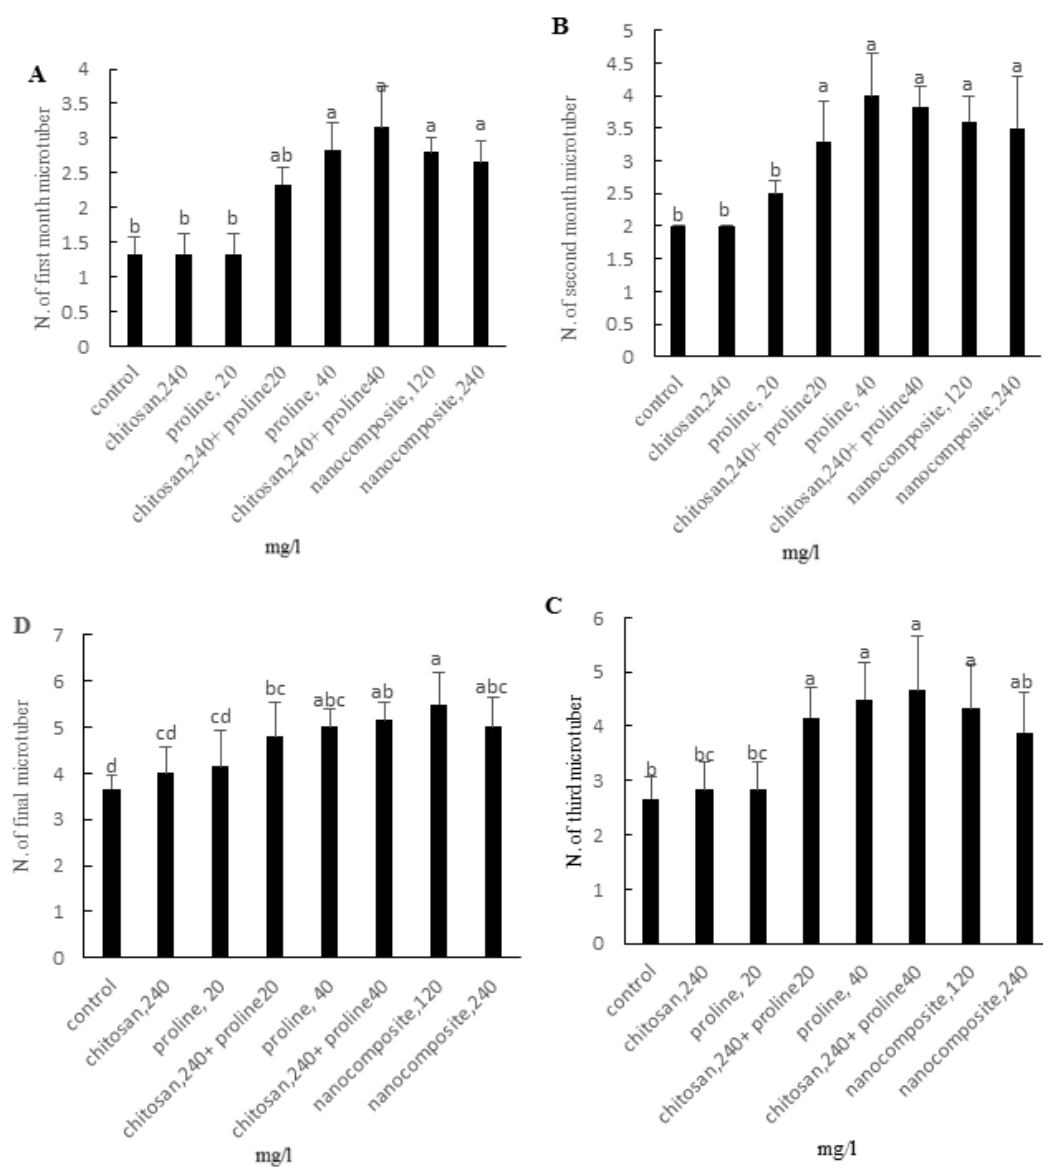 A
N. of first month microtuber
4
3.5
3
2.5
2
1.5
1
0.5
0
b
b
b
ab
a
a
a
a
control
chitosan,240
proline, 20
chitosan,240+ proline20
proline, 40
chitosan,240+ proline40
nanocomposite,120
nanocomposite,240
mg/l
B
N. of second month microtuber
5
4.5
4
3.5
3
2.5
2
1.5
1
0.5
0
b
b
b
a
a
a
a
a
control
chitosan,240
proline, 20
chitosan,240+ proline20
proline, 40
chitosan,240+ proline40
nanocomposite,120
nanocomposite,240
mg/l
D
N. of final microtuber
7
6
5
4
3
2
1
0
d
cd
cd
bc
abc
ab
a
abc
control
chitosan,240
proline, 20
chitosan,240+ proline20
proline, 40
chitosan,240+ proline40
nanocomposite,120
nanocomposite,240
mg/l
C
N. of third microtuber
6
5
4
3
2
1
0
b
bc
bc
a
a
a
a
ab
control
chitosan,240
proline, 20
chitosan,240+ proline20
proline, 40
chitosan,240+ proline40
nanocomposite,120
nanocomposite,240
mg/l